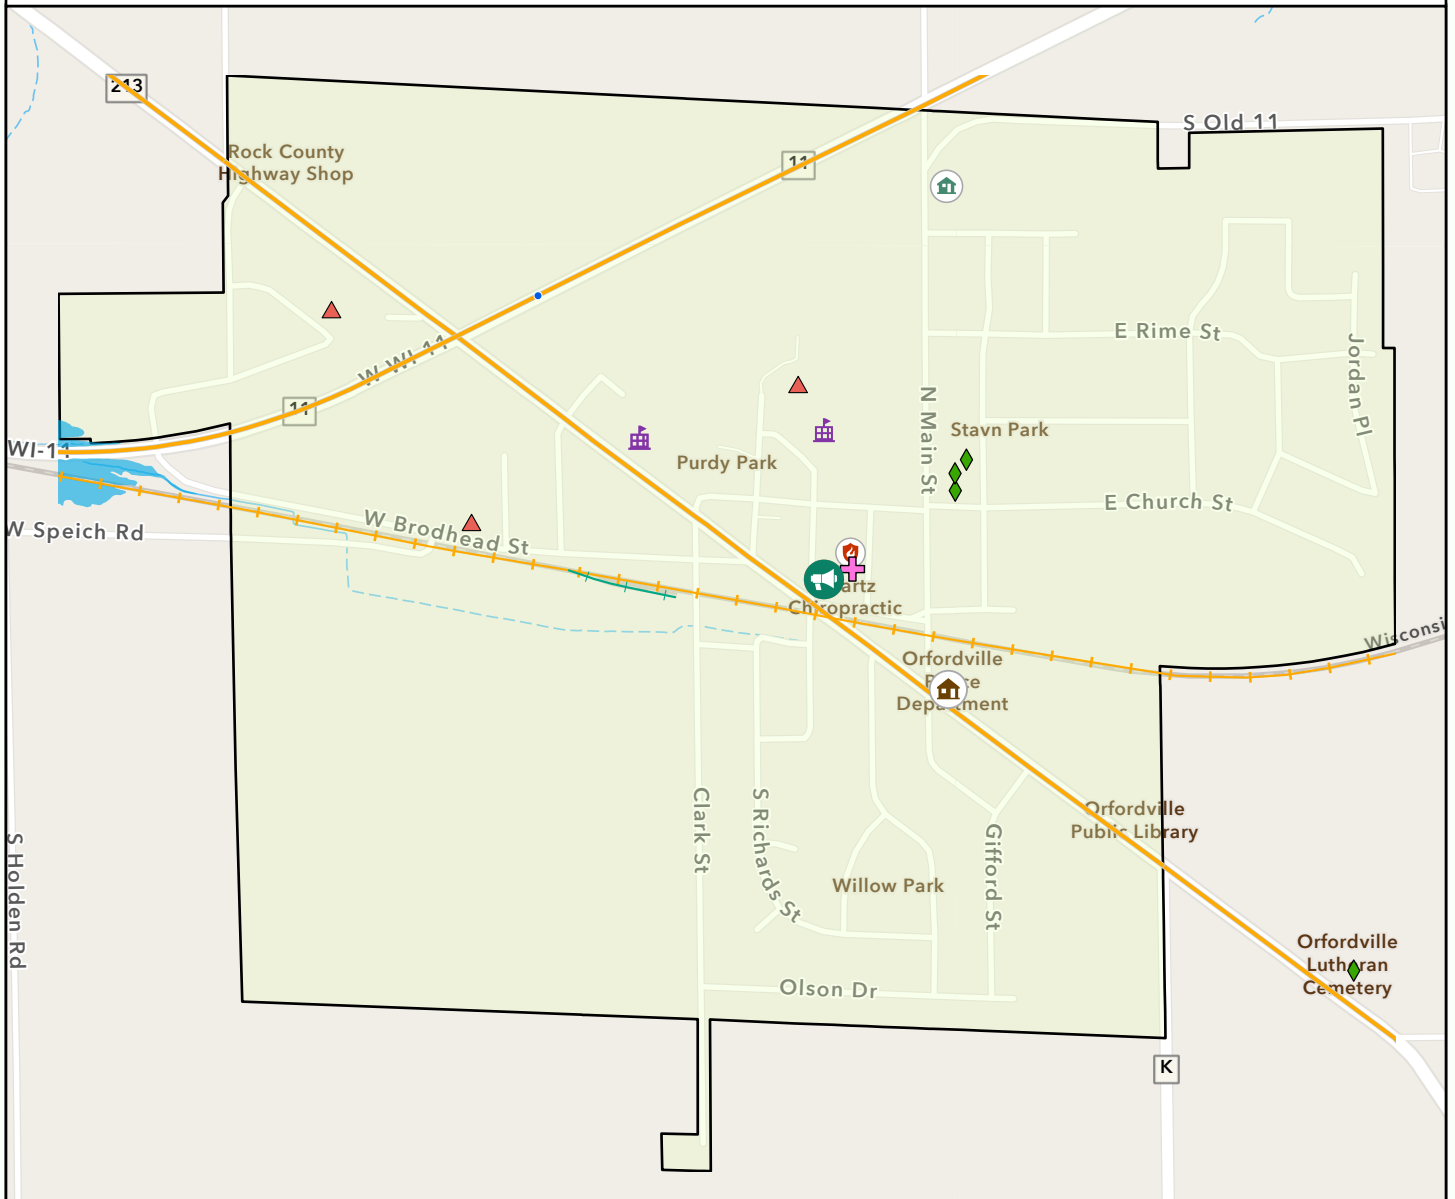 213
S Old 11
Rock County
Highway Shop
11
E Rime St
W WI-11
Jordan Pl
11
N Main St
Stavn Park
WI-11
Purdy Park
E Church St
W Speich Rd
W Brodhead St
Chiropractic
Wisconsi
Orfordville
Department
Clark St
S Richards St
Orfordville
Public Library
Gifford St
S Holden Rd
Willow Park
Orfordville
Lutheran
Cemetery
Olson Dr
K